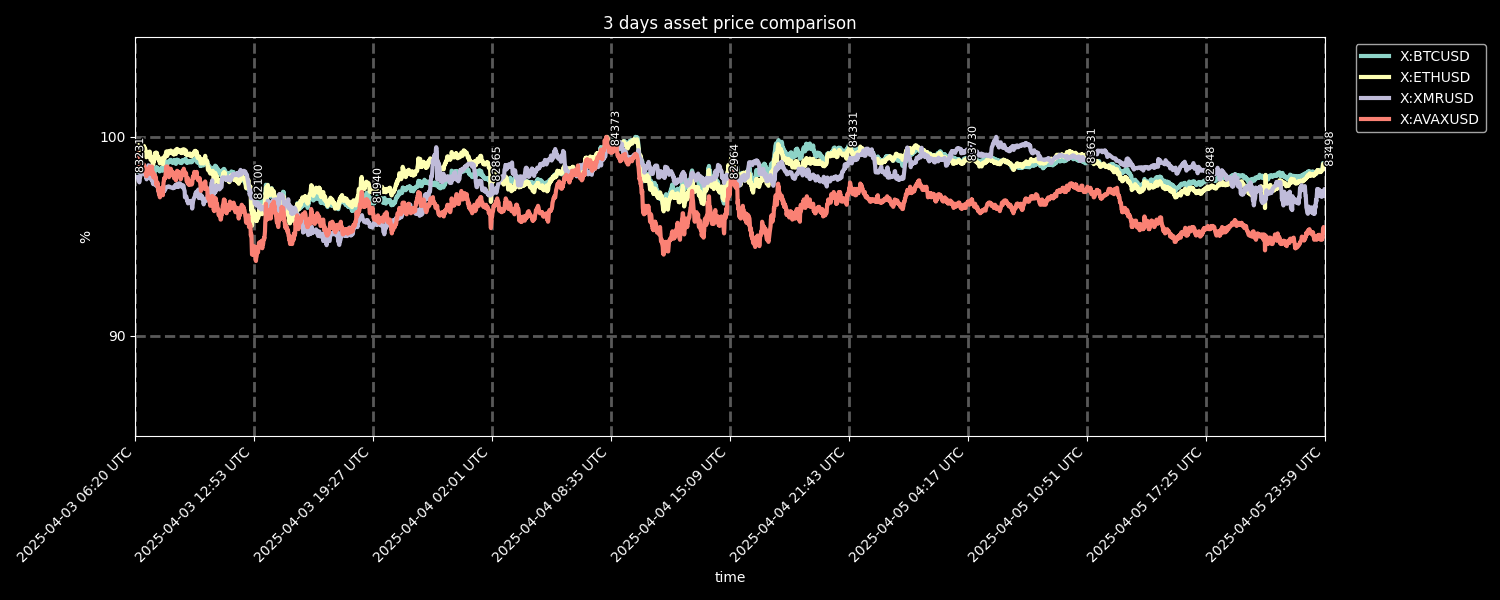 3 days asset price comparison
X:BTCUSD
X:ETHUSD
X:XMRUSD
X:AVAXUSD
100
90
%
83231
82100
81940
82865
84373
82964
84331
83730
83631
82848
83498
2025-04-03 06:20 UTC
2025-04-03 12:53 UTC
2025-04-03 19:27 UTC
2025-04-04 02:01 UTC
2025-04-04 08:35 UTC
2025-04-04 15:09 UTC
2025-04-04 21:43 UTC
2025-04-05 04:17 UTC
2025-04-05 10:51 UTC
2025-04-05 17:25 UTC
2025-04-05 23:59 UTC
time